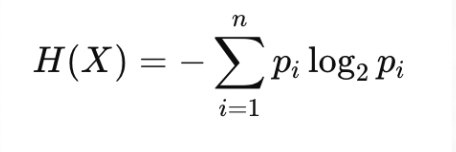 H(X) = − ∑_{i=1}^{n} p_i log_2 p_i